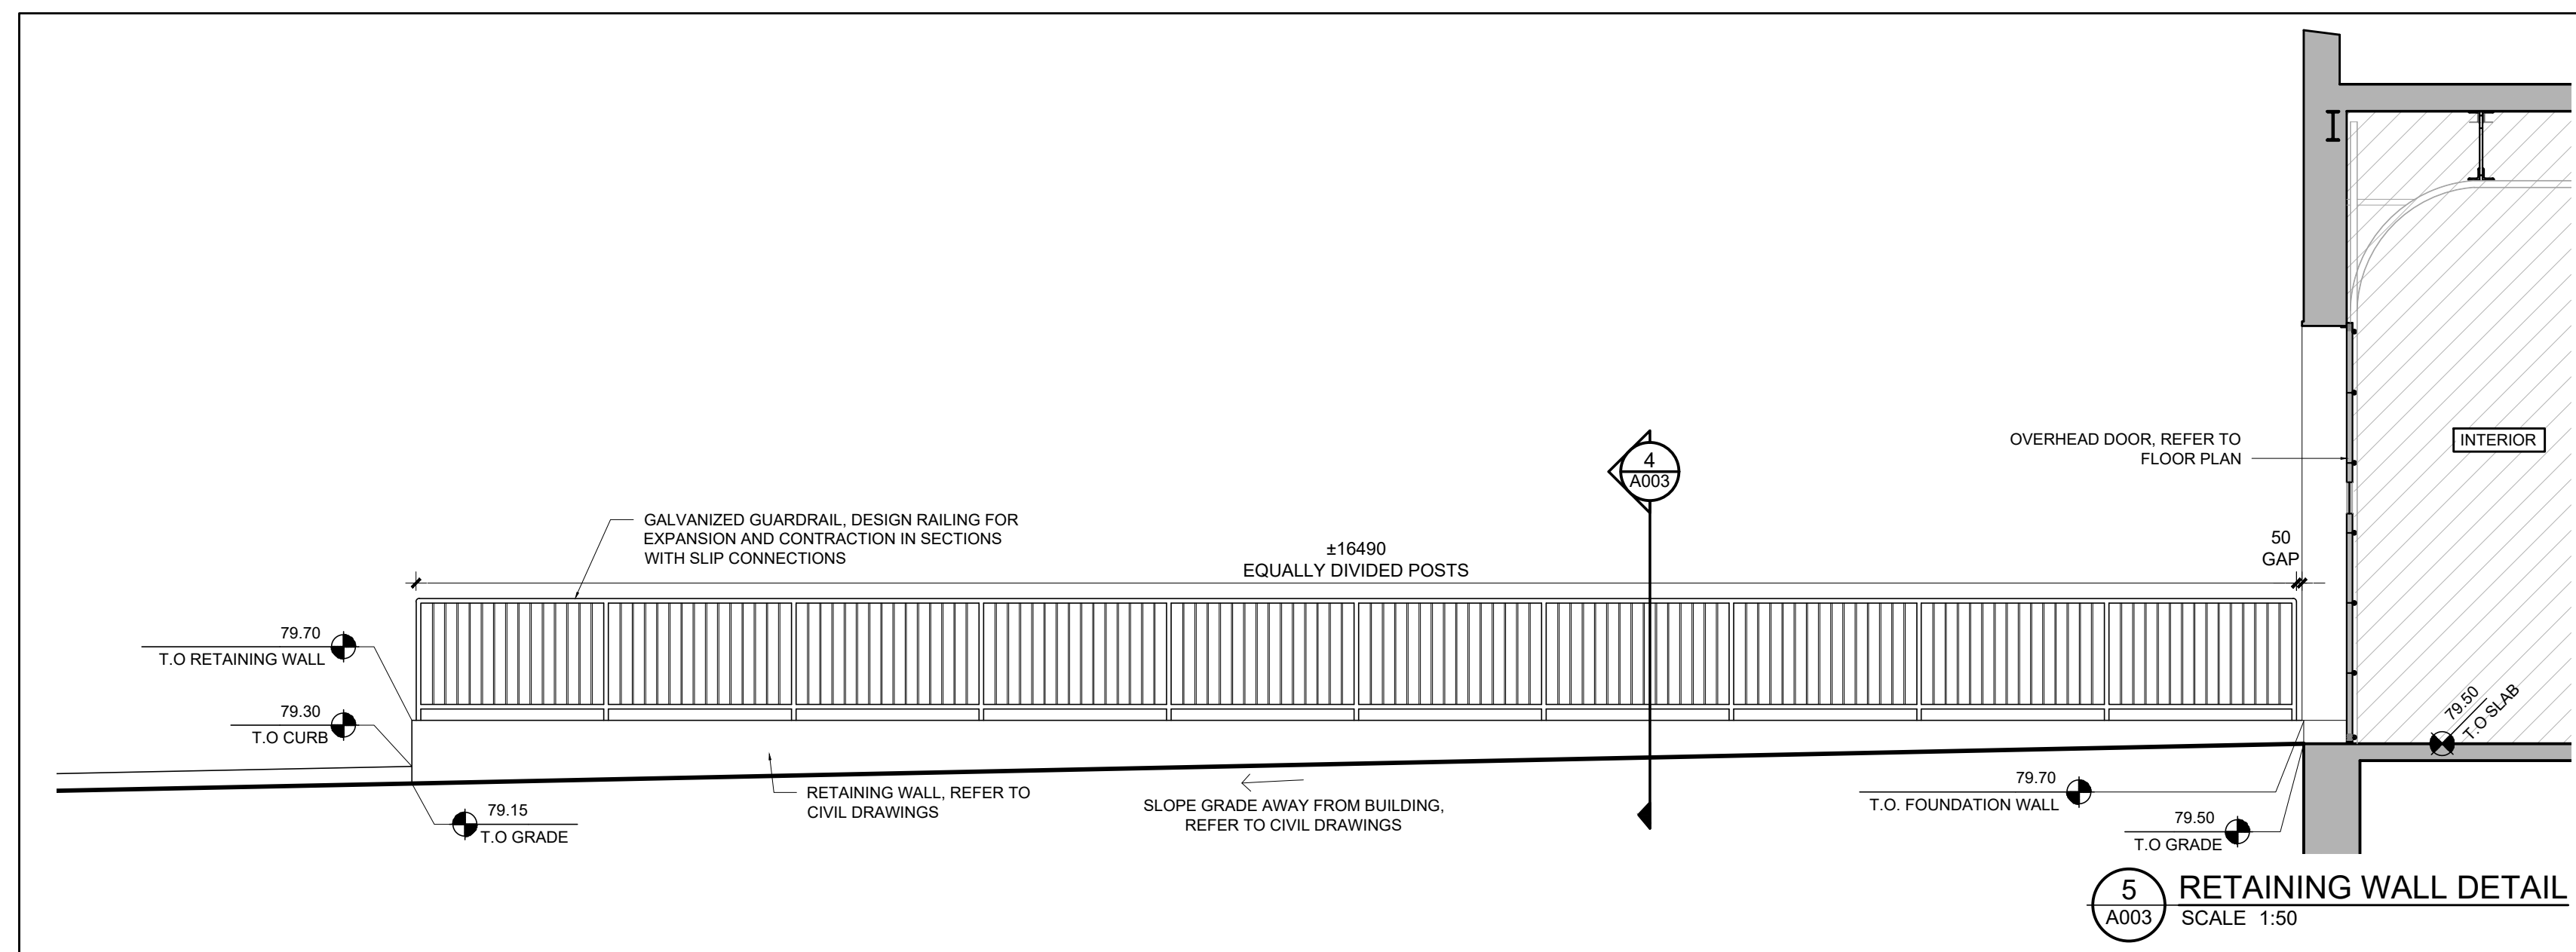 OVERHEAD DOOR, REFER TO
FLOOR PLAN
INTERIOR
4
A003
GALVANIZED GUARDRAIL, DESIGN RAILING FOR
EXPANSION AND CONTRACTION IN SECTIONS
WITH SLIP CONNECTIONS
±16490
EQUALLY DIVIDED POSTS
50
GAP
79.70
T.O RETAINING WALL
79.30
T.O CURB
79.15
T.O GRADE
RETAINING WALL, REFER TO
CIVIL DRAWINGS
SLOPE GRADE AWAY FROM BUILDING,
REFER TO CIVIL DRAWINGS
79.50
T.O SLAB
79.70
T.O. FOUNDATION WALL
79.50
T.O GRADE
5
A003
RETAINING WALL DETAIL
SCALE 1:50